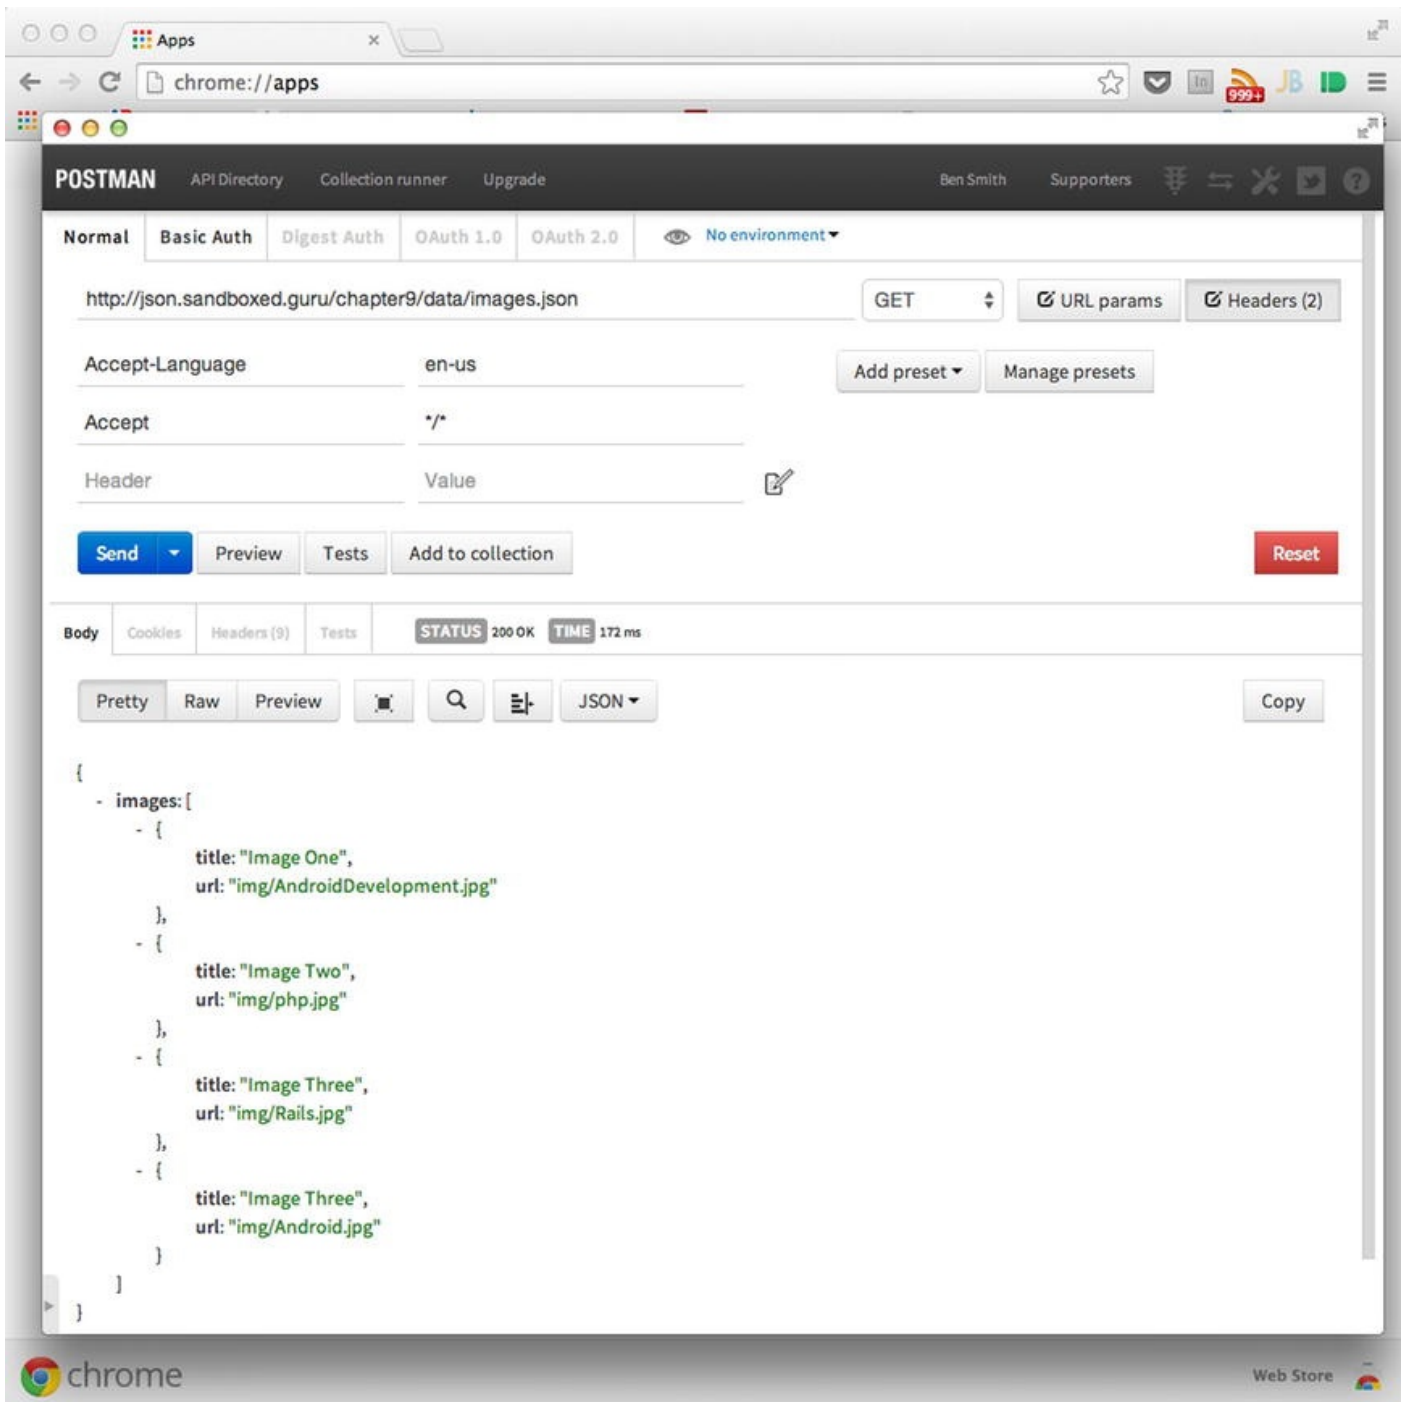 Apps
chrome://apps
999+
JB
POSTMAN API Directory Collection runner Upgrade Ben Smith Supporters
Normal Basic Auth Digest Auth OAuth 1.0 OAuth 2.0 No environment
http://json.sandboxed.guru/chapter9/data/images.json GET URL params Headers (2)
Accept-Language en-us Add preset Manage presets
Accept */*
Header Value
Send Preview Tests Add to collection Reset
Body Cookies Headers (9) Tests STATUS 200 OK TIME 172 ms
Pretty Raw Preview JSON Copy
{
- images: [
- {
title: "Image One",
url: "img/AndroidDevelopment.jpg"
},
- {
title: "Image Two",
url: "img/php.jpg"
},
- {
title: "Image Three",
url: "img/Rails.jpg"
},
- {
title: "Image Three",
url: "img/Android.jpg"
}
]
}
chrome Web Store